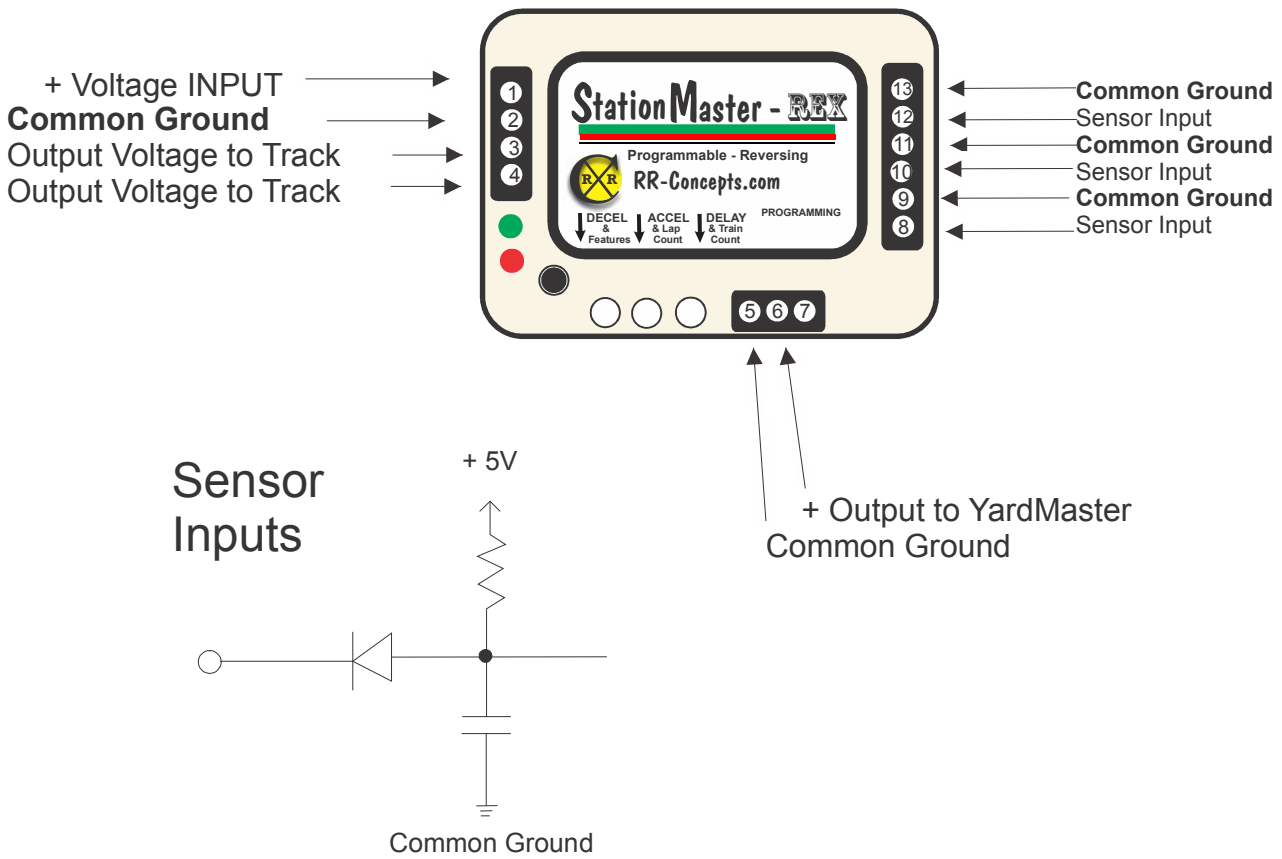 + Voltage INPUT
Common Ground
Output Voltage to Track
Output Voltage to Track
1
2
3
4
StationMaster - REX
Programmable - Reversing
R R
RR-Concepts.com
PROGRAMMING
DECEL
&
Features
ACCEL
& Lap
Count
DELAY
& Train
Count
13
12
11
10
9
8
Common Ground
Sensor Input
Common Ground
Sensor Input
Common Ground
Sensor Input
5 6 7
+ Output to YardMaster
Common Ground
Sensor
Inputs
+ 5V
Common Ground